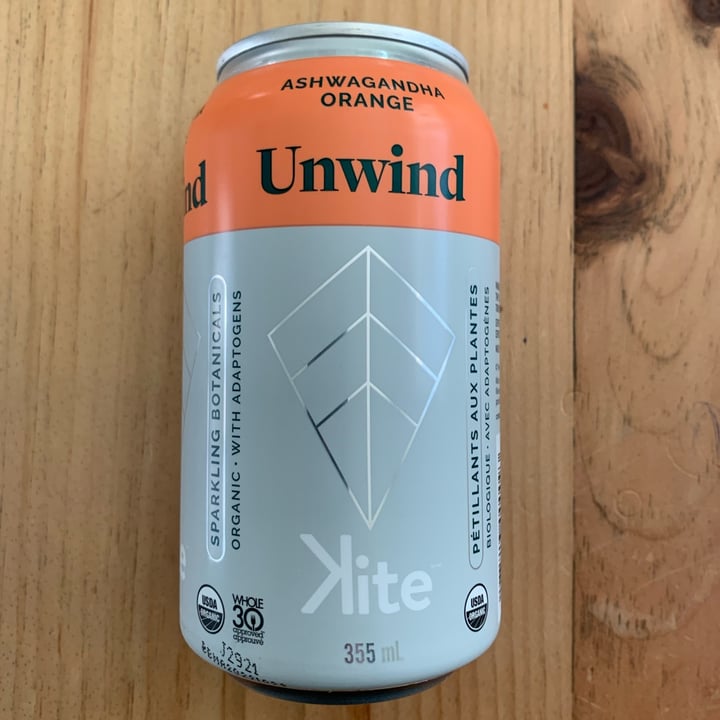 ASHWAGANDHA
ORANGE
Unwind
nd
SPARKLING BOTANICALS
ORGANIC · WITH ADAPTOGENS
PÉTILLANTS AUX PLANTES
BIOLOGIQUE · AVEC ADAPTOGÈNES
Kite
e
USDA
ORGANIC
WHOLE
30
approved
approuvé
USDA
ORGANIC
355 mL
J2921